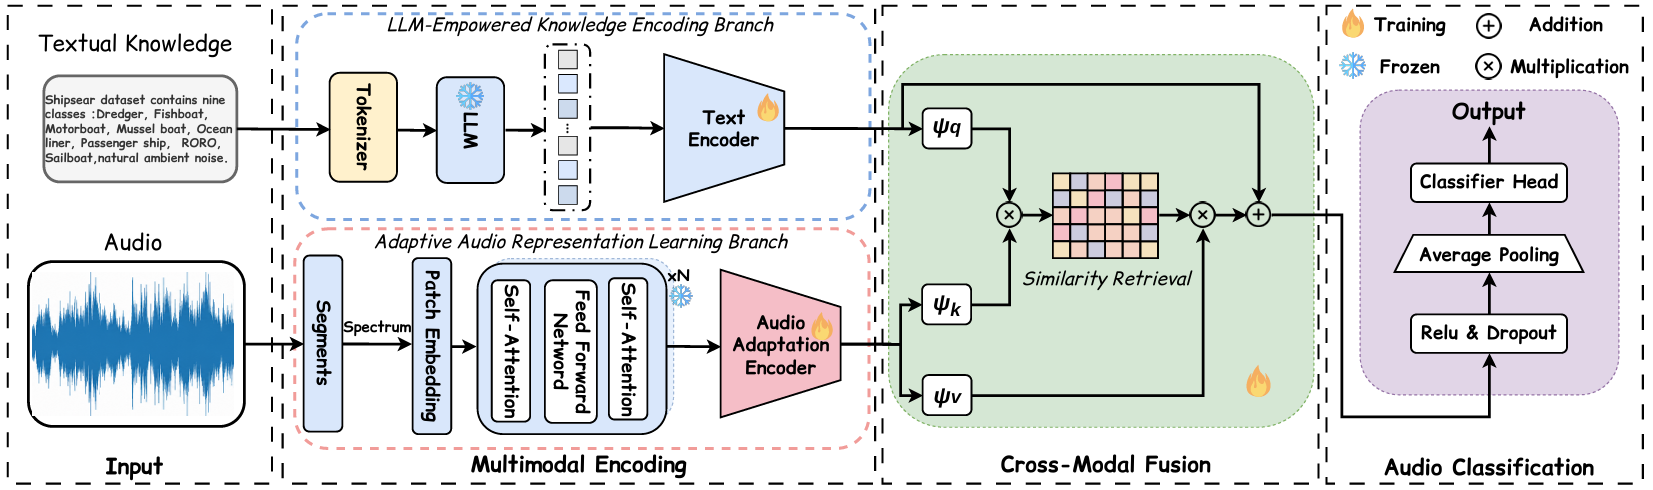 Textual Knowledge
Shipsear dataset contains nine
classes :Dredger, Fishboat,
Motorboat, Mussel boat, Ocean
liner, Passenger ship, RORO,
Sailboat,natural ambient noise.
Audio
Input
LLM-Empowered Knowledge Encoding Branch
Tokenizer
LLM
...
Text
Encoder
Adaptive Audio Representation Learning Branch
Segments
Spectrum
Patch Embedding
Self-Attention
Feed Forward
Network
Self-Attention
×N
Audio
Adaptation
Encoder
Multimodal Encoding
ψq
ψk
ψv
×
Similarity Retrieval
×
+
Cross-Modal Fusion
Training
+ Addition
Frozen
× Multiplication
Output
Classifier Head
Average Pooling
Relu & Dropout
Audio Classification